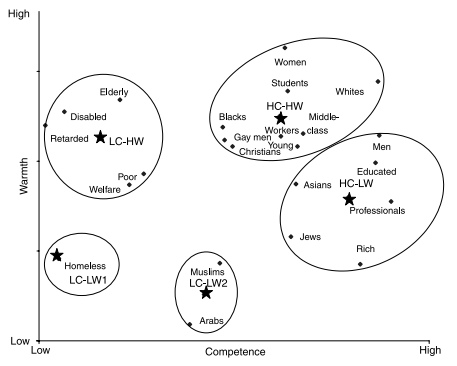 High
Women
Elderly
Students
Whites
Disabled
HC-HW
Blacks
Middle-
Workers
class
Retarded
LC-HW
Gay men
Young
Men
Christians
Educated
Poor
Asians
HC-LW
Welfare
Professionals
Warmth
Jews
Rich
Homeless
Muslims
LC-LW1
LC-LW2
Arabs
Low
Low
Competence
High